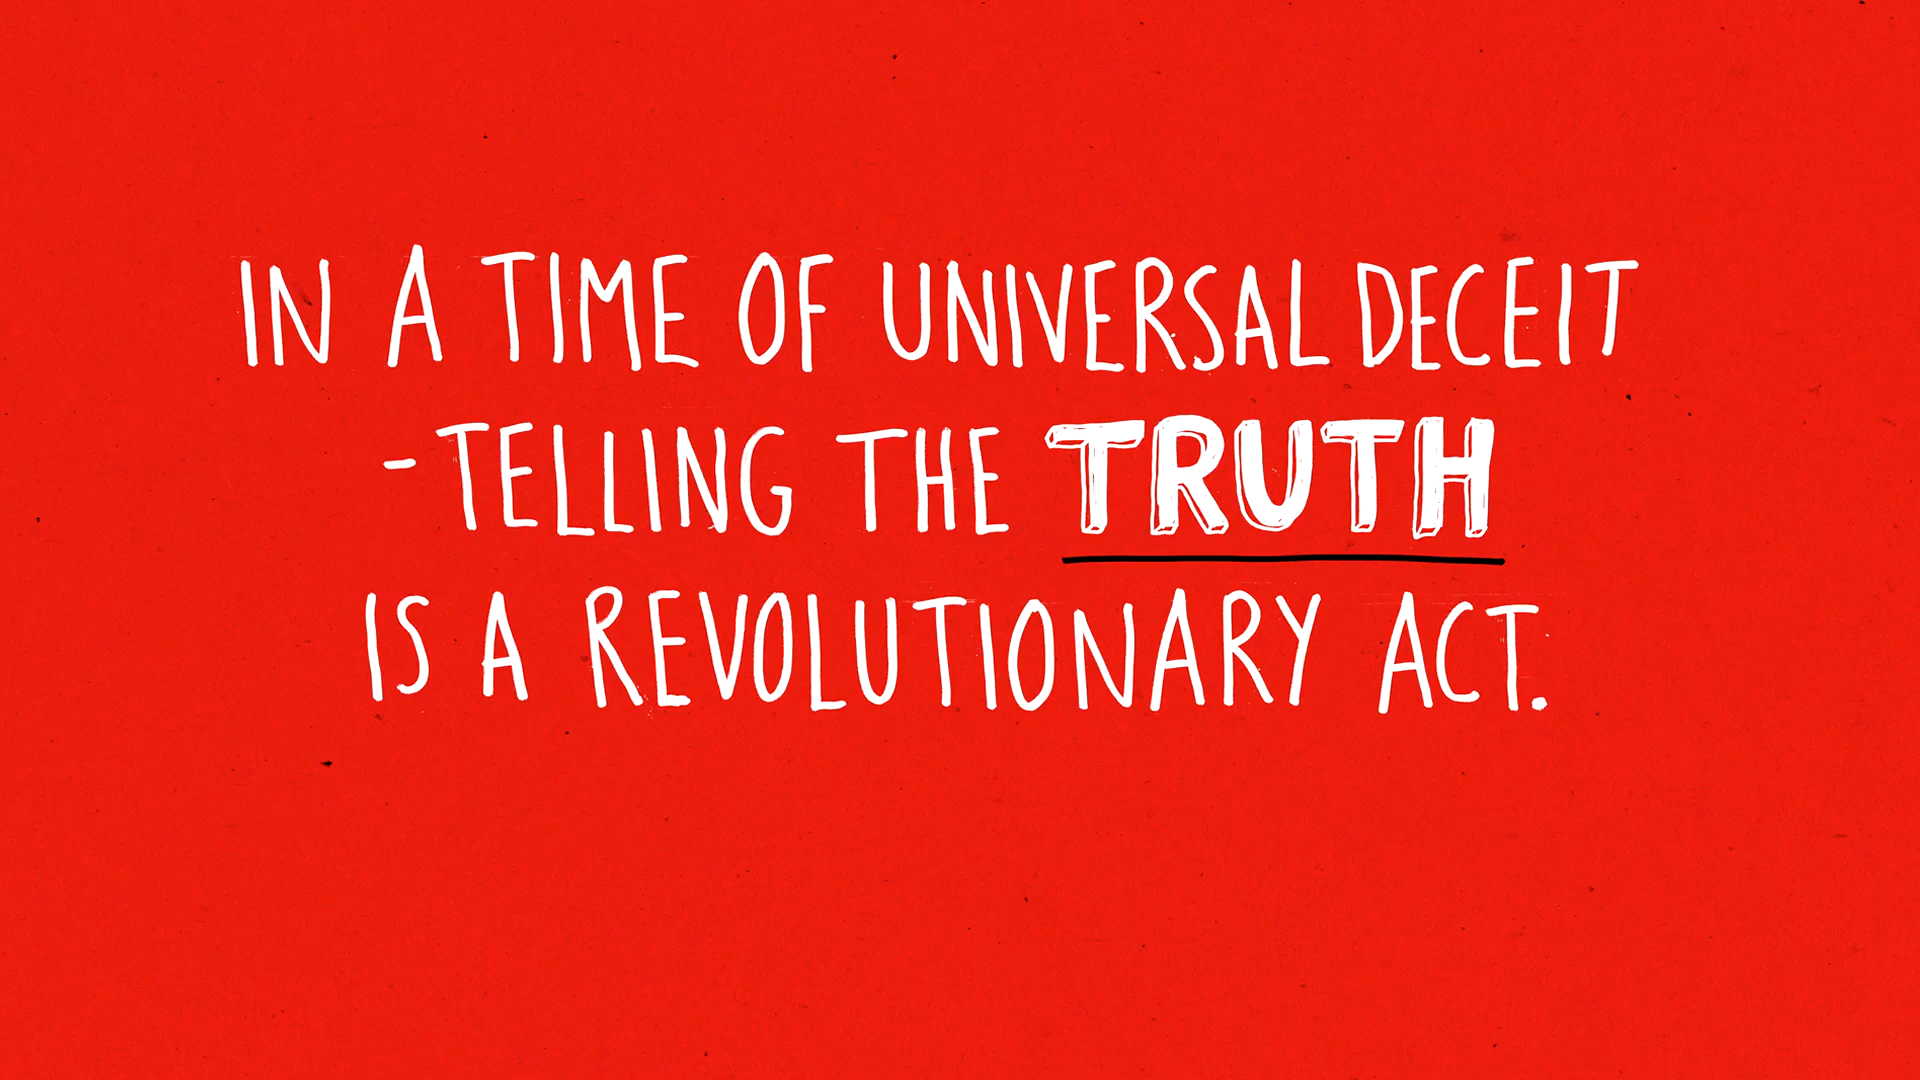 IN A TIME OF UNIVERSAL DECEIT
-TELLING THE TRUTH
IS A REVOLUTIONARY ACT.